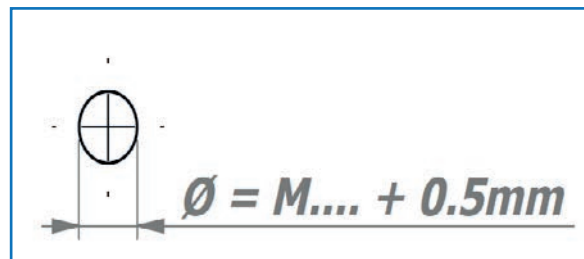 Ø = M.... + 0.5mm